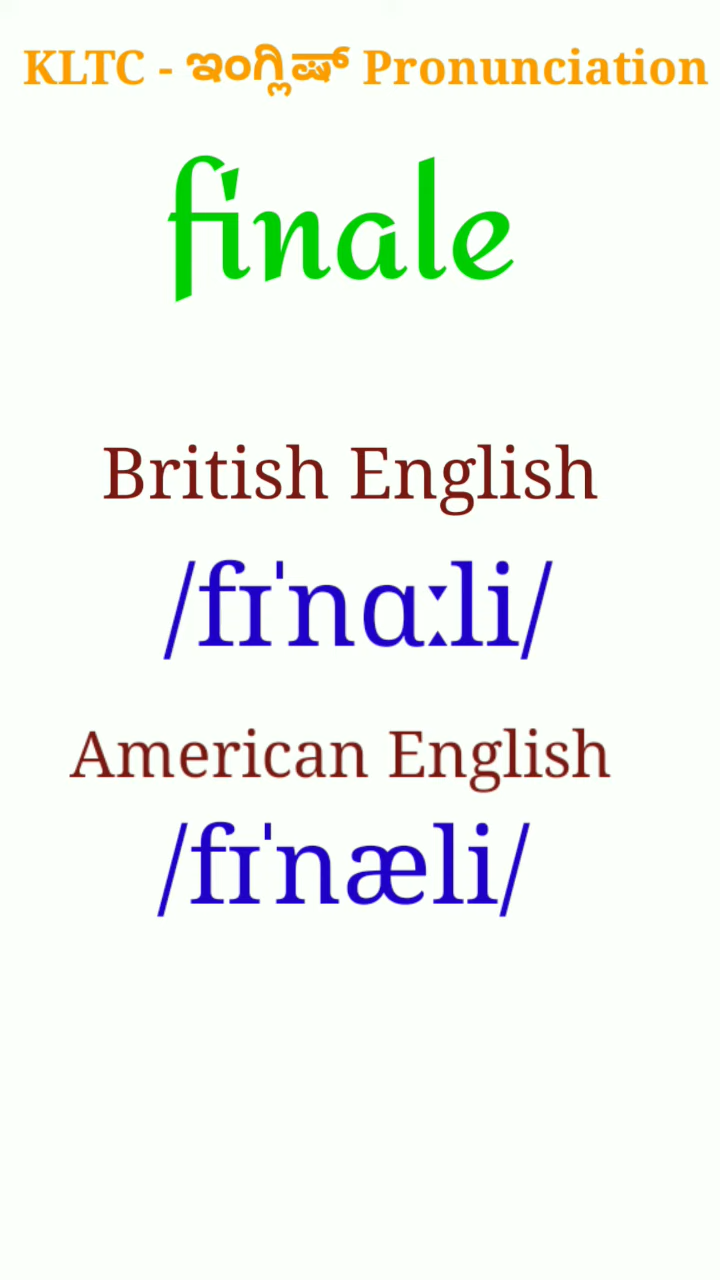 KLTC - ಇಂಗ್ಲಿಷ್ Pronunciation
finale
British English
/fɪˈnɑːli/
American English
/fɪˈnæli/